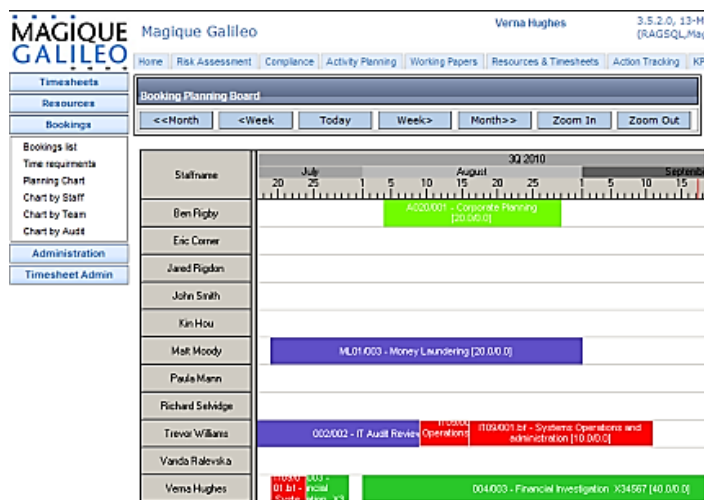 MAGIQUE
GALILEO
Magique Galileo
Verna Hughes
3.5.2.0, 13-M
(RAGSQL,Mag
Home
Risk Assessment
Compliance
Activity Planning
Working Papers
Resources & Timesheets
Action Tracking
KP
Timesheets
Resources
Bookings
Bookings list
Time requirments
Planning Chart
Chart by Staff
Chart by Team
Chart by Audit
Administration
Timesheet Admin
Booking Planning Board
<<Month
<Week
Today
Week>
Month>>
Zoom In
Zoom Out
Staffname
3Q 2010
July
August
Septembe
20 25 1 5 10 15 20 25 1 5 10 15
Ben Rigby
A020/001 - Corporate Planning
[20.0/0.0]
Eric Corner
Jared Rigdon
John Smith
Kin Hou
Matt Moody
ML01/003 - Money Laundering [20.0/0.0]
Paula Mann
Richard Selvidge
Trevor Williams
002/002 - IT Audit Review
Operations
IT09/001.bf - Systems Operations and
administration [10.0/0.0]
Vanda Ralevska
Verna Hughes
01.bf -
ncial
004/003 - Financial Investigation X34567 [40.0/0.0]